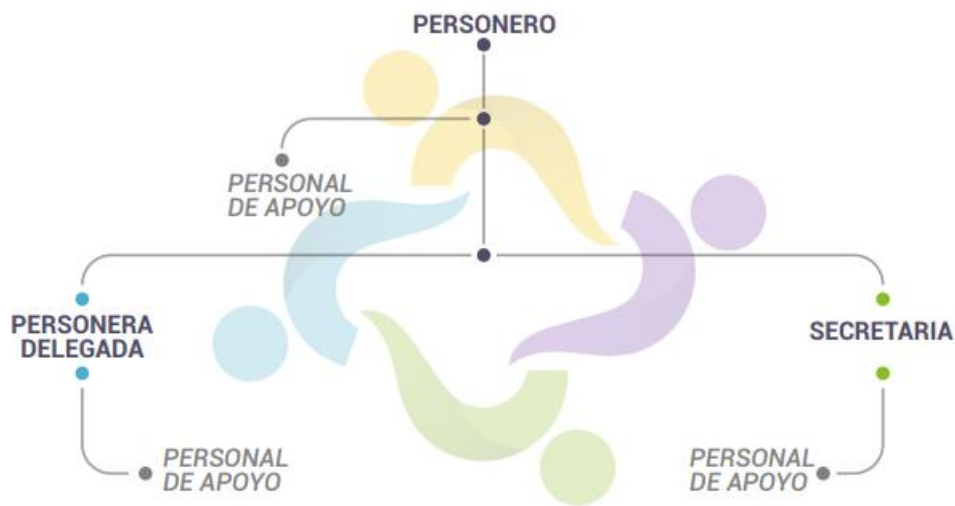 PERSONERO
PERSONAL
DE APOYO
PERSONERA
DELEGADA
SECRETARIA
PERSONAL
DE APOYO
PERSONAL
DE APOYO